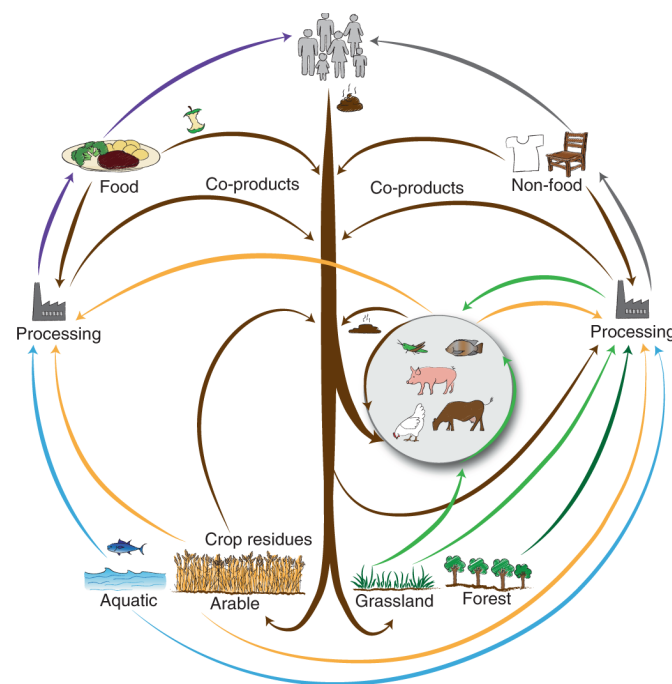 Food
Co-products
Co-products
Non-food
Processing
Processing
Crop residues
Aquatic
Arable
Grassland
Forest